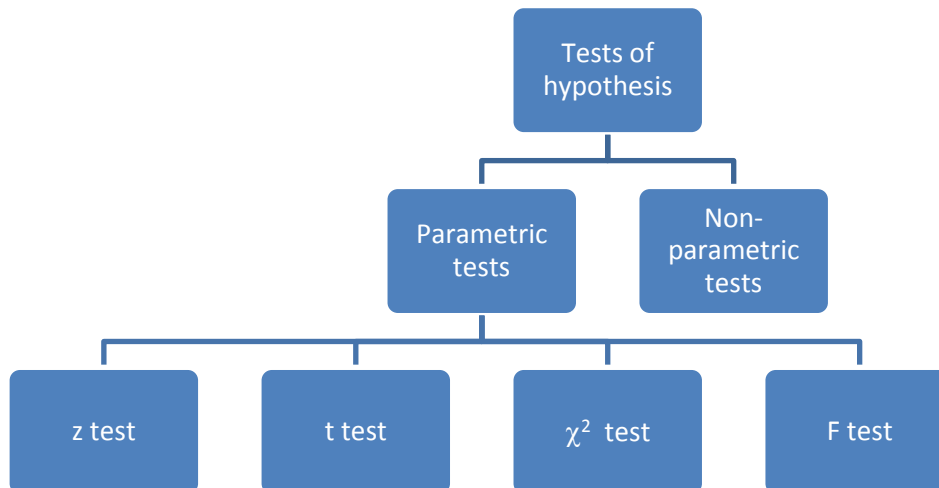 Tests of
hypothesis
Parametric
tests
Non-
parametric
tests
z test
t test
χ² test
F test